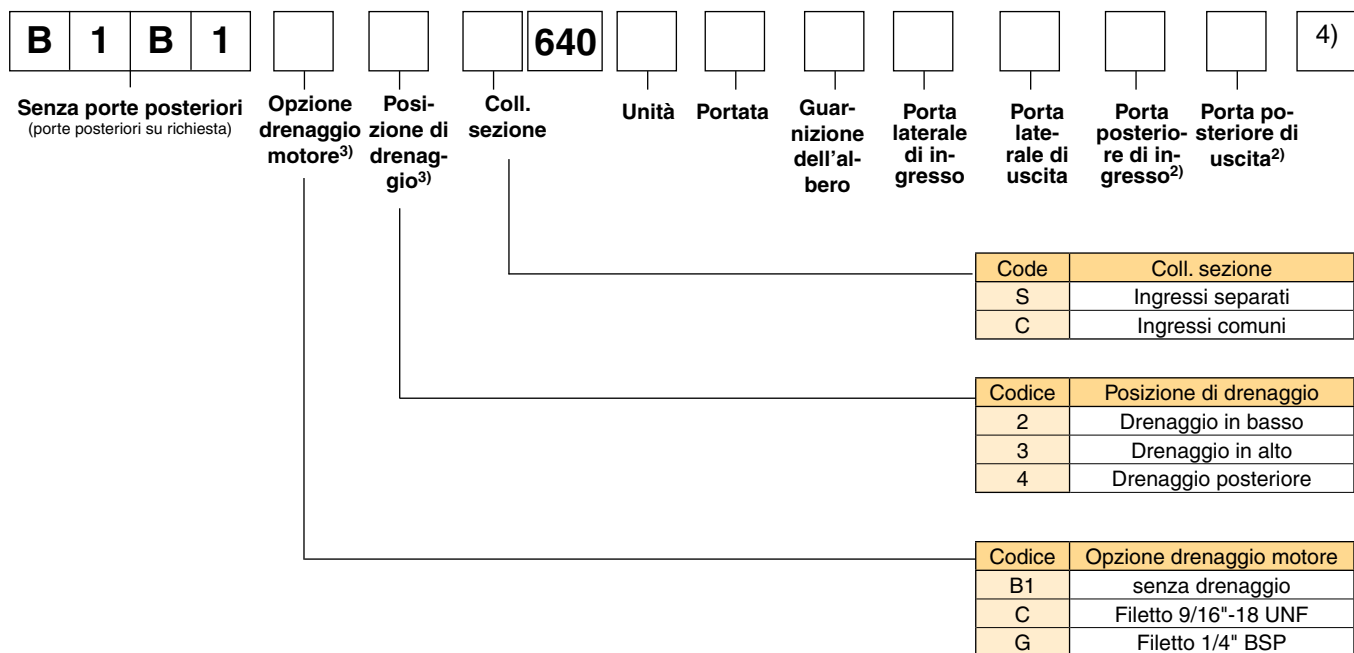 B 1 B 1 640 4)
Senza porte posteriori
(porte posteriori su richiesta)
Opzione
drenaggio
motore3)
Posi-
zione di
drenag-
gio3)
Coll.
sezione
Unità
Portata
Guar-
nizione
dell'al-
bero
Porta
laterale
di in-
gresso
Porta
late-
rale di
uscita
Porta
posterio-
re di in-
gresso2)
Porta po-
steriore di
uscita2)
Code Coll. sezione
S Ingressi separati
C Ingressi comuni
Codice Posizione di drenaggio
2 Drenaggio in basso
3 Drenaggio in alto
4 Drenaggio posteriore
Codice Opzione drenaggio motore
B1 senza drenaggio
C Filetto 9/16"-18 UNF
G Filetto 1/4" BSP